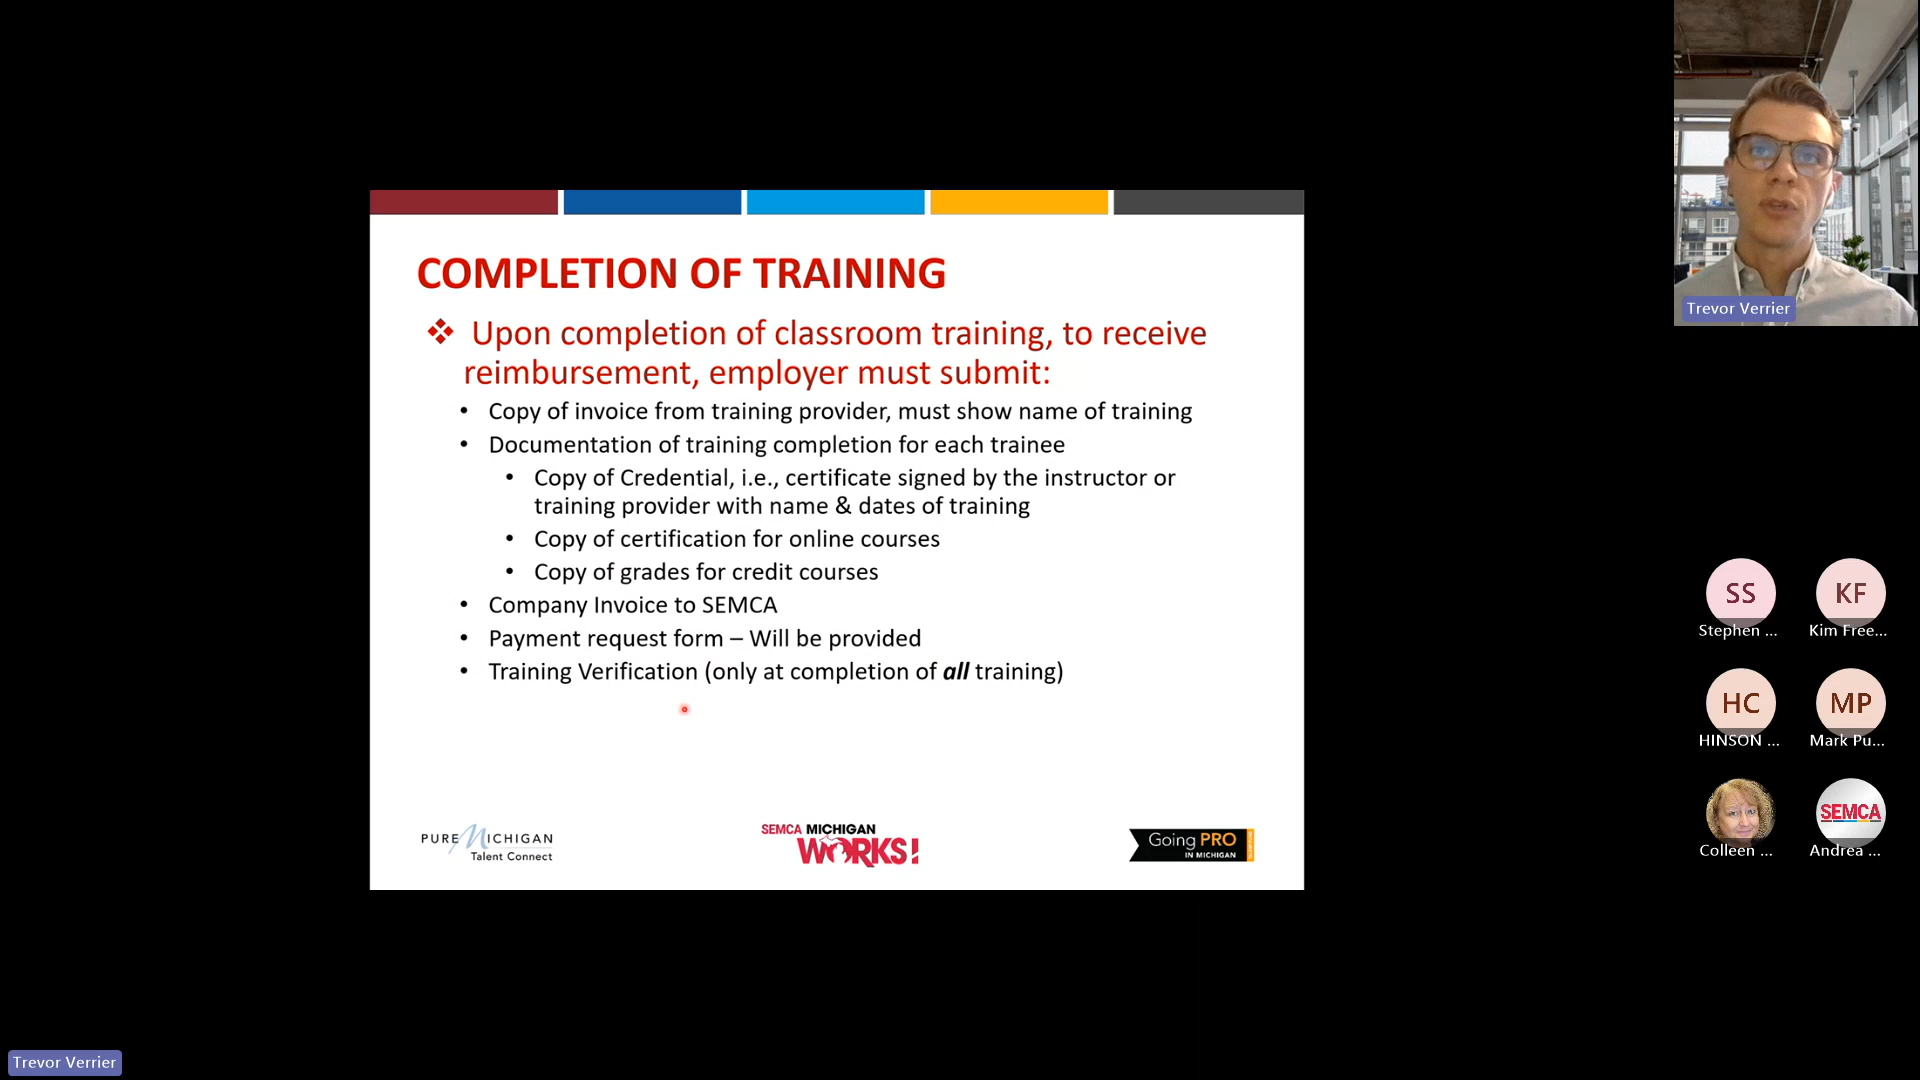 COMPLETION OF TRAINING
❖ Upon completion of classroom training, to receive
reimbursement, employer must submit:
• Copy of invoice from training provider, must show name of training
• Documentation of training completion for each trainee
• Copy of Credential, i.e., certificate signed by the instructor or
training provider with name & dates of training
• Copy of certification for online courses
• Copy of grades for credit courses
• Company Invoice to SEMCA
• Payment request form – Will be provided
• Training Verification (only at completion of all training)
PURE MICHIGAN
Talent Connect
SEMCA MICHIGAN
WORKS!
Going PRO
IN MICHIGAN
Trevor Verrier
SS
Stephen ...
KF
Kim Free...
HC
HINSON ...
MP
Mark Pu...
Colleen ...
SEMCA
Andrea ...
Trevor Verrier